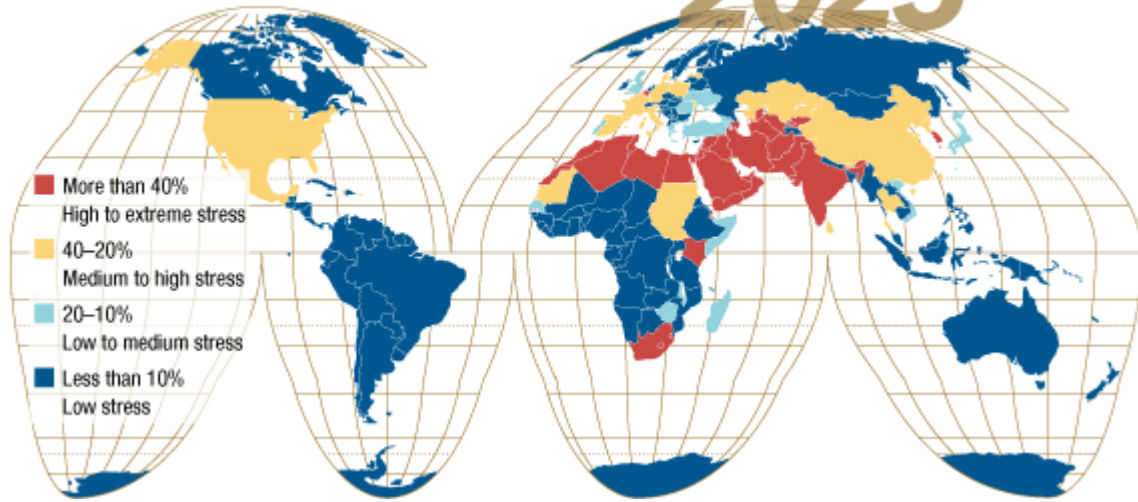 2025
More than 40%
High to extreme stress
40–20%
Medium to high stress
20–10%
Low to medium stress
Less than 10%
Low stress